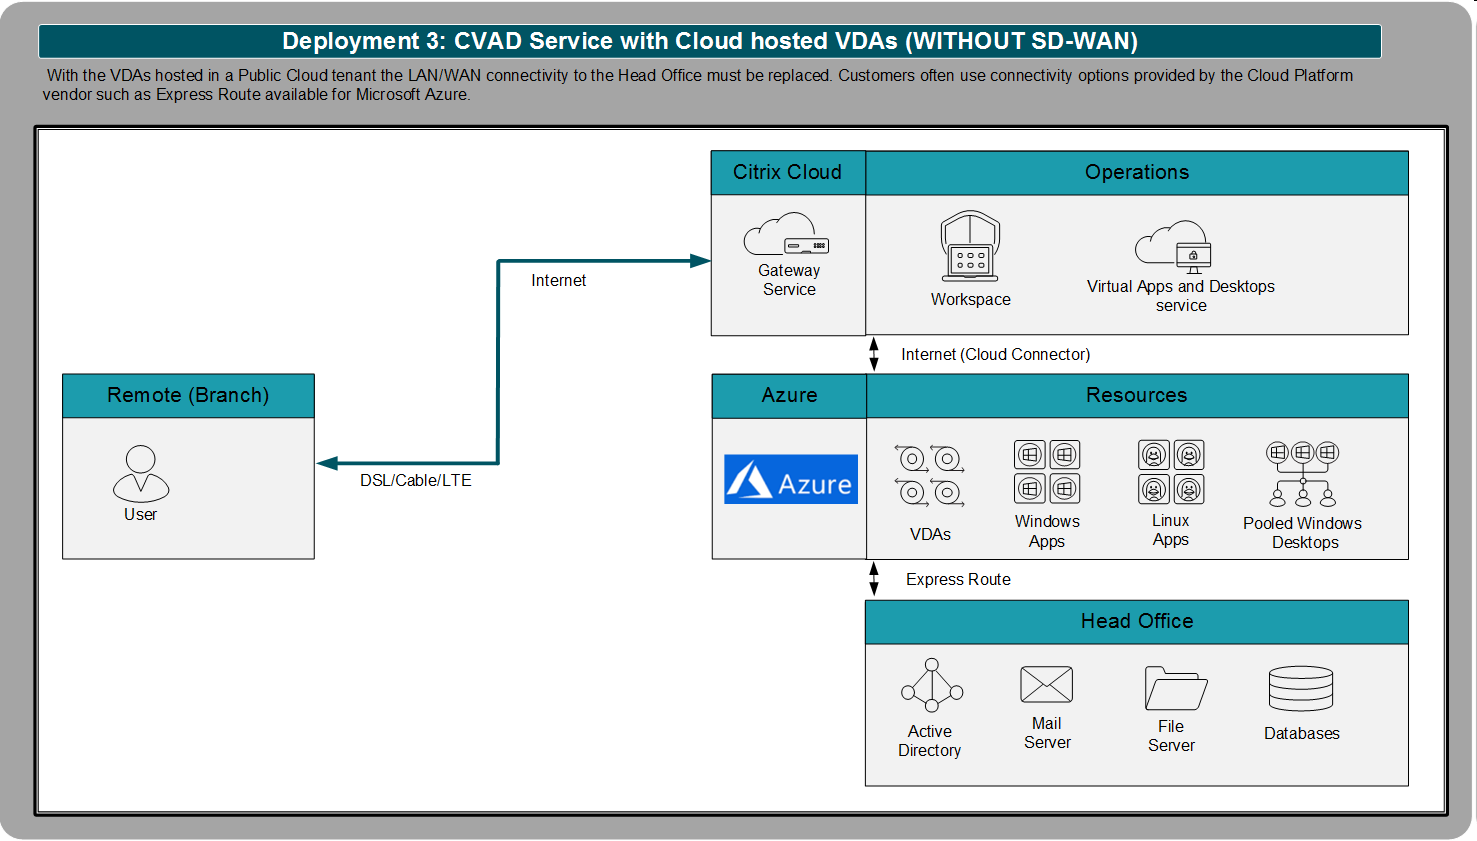 Deployment 3: CVAD Service with Cloud hosted VDAs (WITHOUT SD-WAN)
With the VDAs hosted in a Public Cloud tenant the LAN/WAN connectivity to the Head Office must be replaced. Customers often use connectivity options provided by the Cloud Platform
vendor such as Express Route available for Microsoft Azure.
Citrix Cloud
Operations
Gateway
Service
Workspace
Virtual Apps and Desktops
service
Internet
Internet (Cloud Connector)
Remote (Branch)
User
DSL/Cable/LTE
Azure
Resources
Azure
VDAs
Windows
Apps
Linux
Apps
Pooled Windows
Desktops
Express Route
Head Office
Active
Directory
Mail
Server
File
Server
Databases